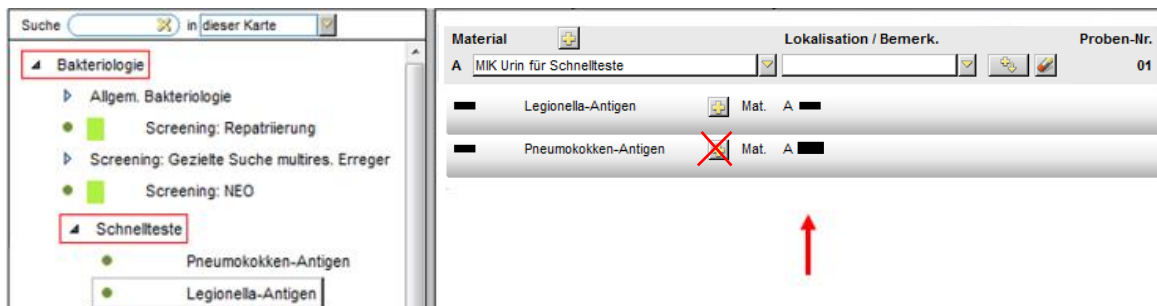 Suche in dieser Karte
Bakteriologie
Allgem. Bakteriologie
Screening: Repatriierung
Screening: Gezielte Suche multires. Erreger
Screening: NEO
Schnellteste
Pneumokokken-Antigen
Legionella-Antigen
Material Lokalisation / Bemerk. Proben-Nr.
A MIK Urin für Schnellteste 01
Legionella-Antigen Mat. A
Pneumokokken-Antigen Mat. A